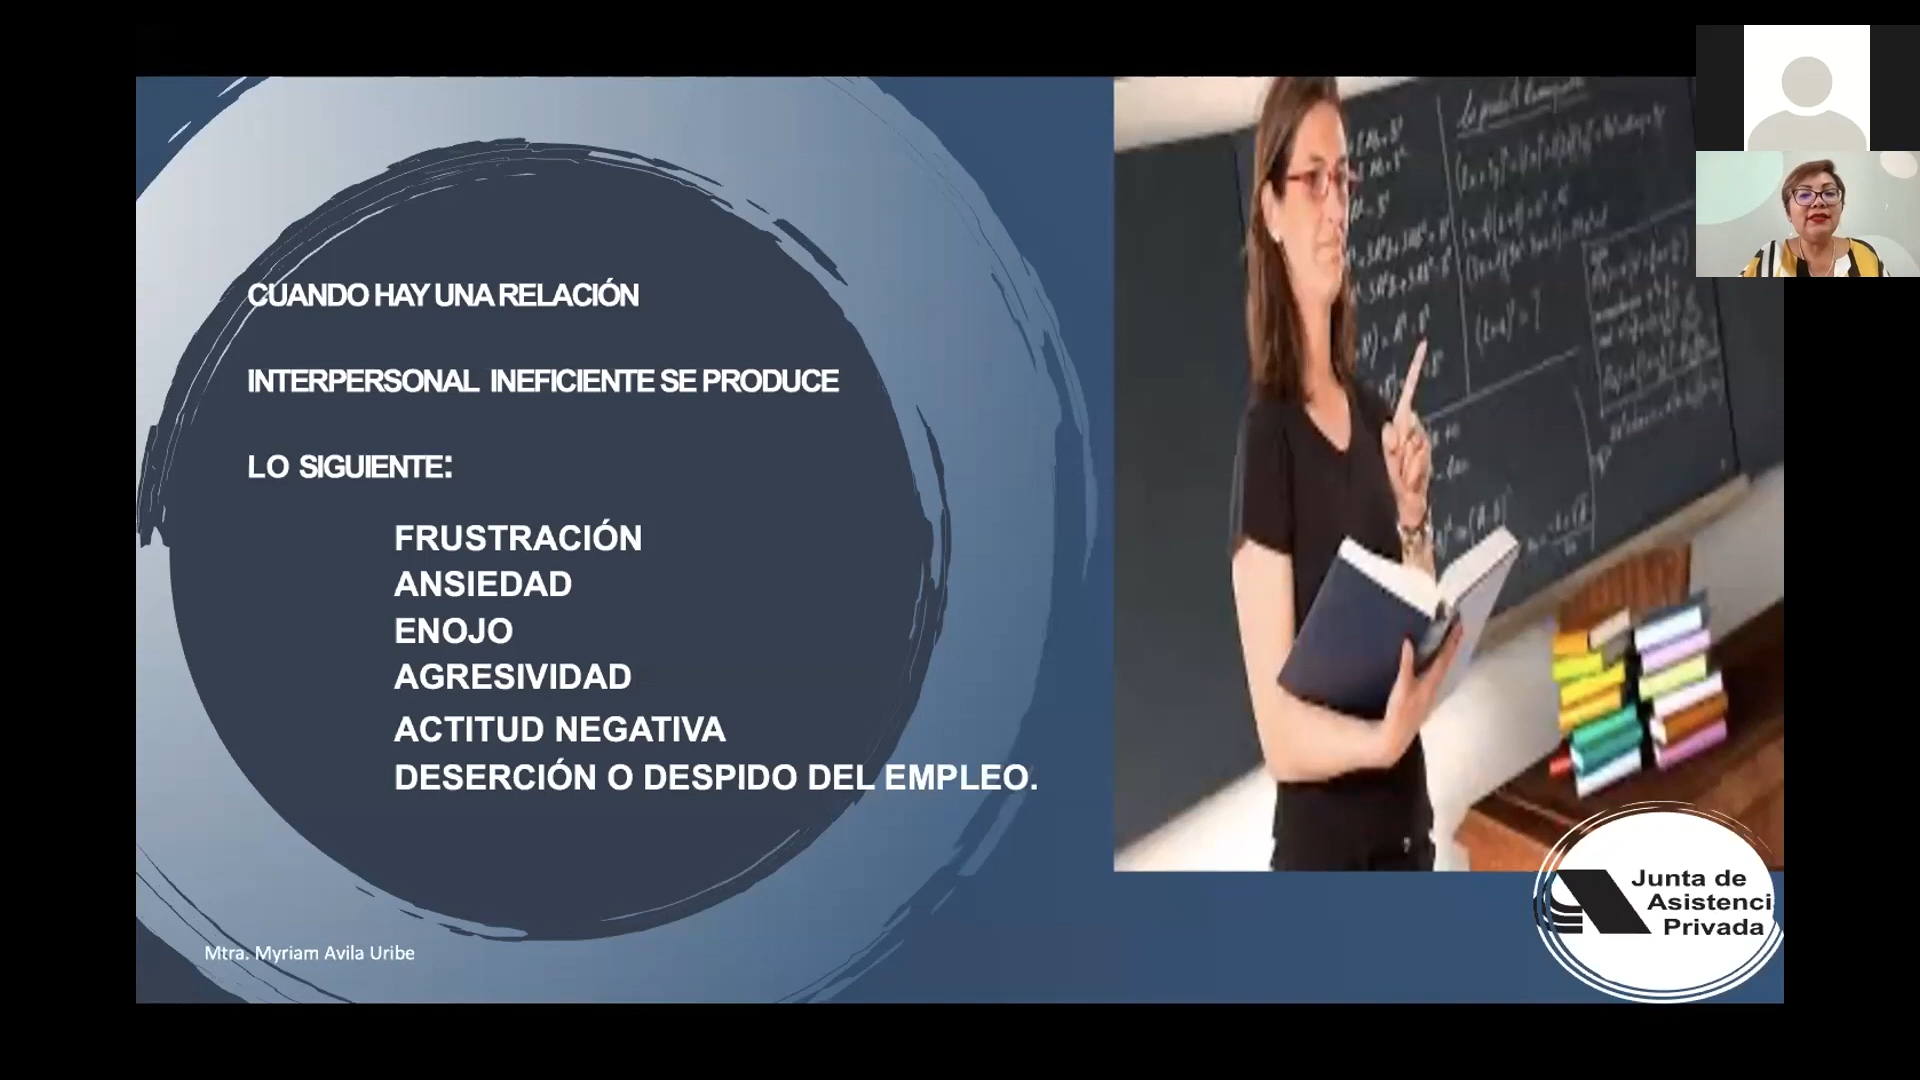 CUANDO HAY UNA RELACIÓN
INTERPERSONAL INEFICIENTE SE PRODUCE
LO SIGUIENTE:
FRUSTRACIÓN
ANSIEDAD
ENOJO
AGRESIVIDAD
ACTITUD NEGATIVA
DESERCIÓN O DESPIDO DEL EMPLEO.
Mtra. Myriam Avila Uribe
Junta de
Asistenci
Privada